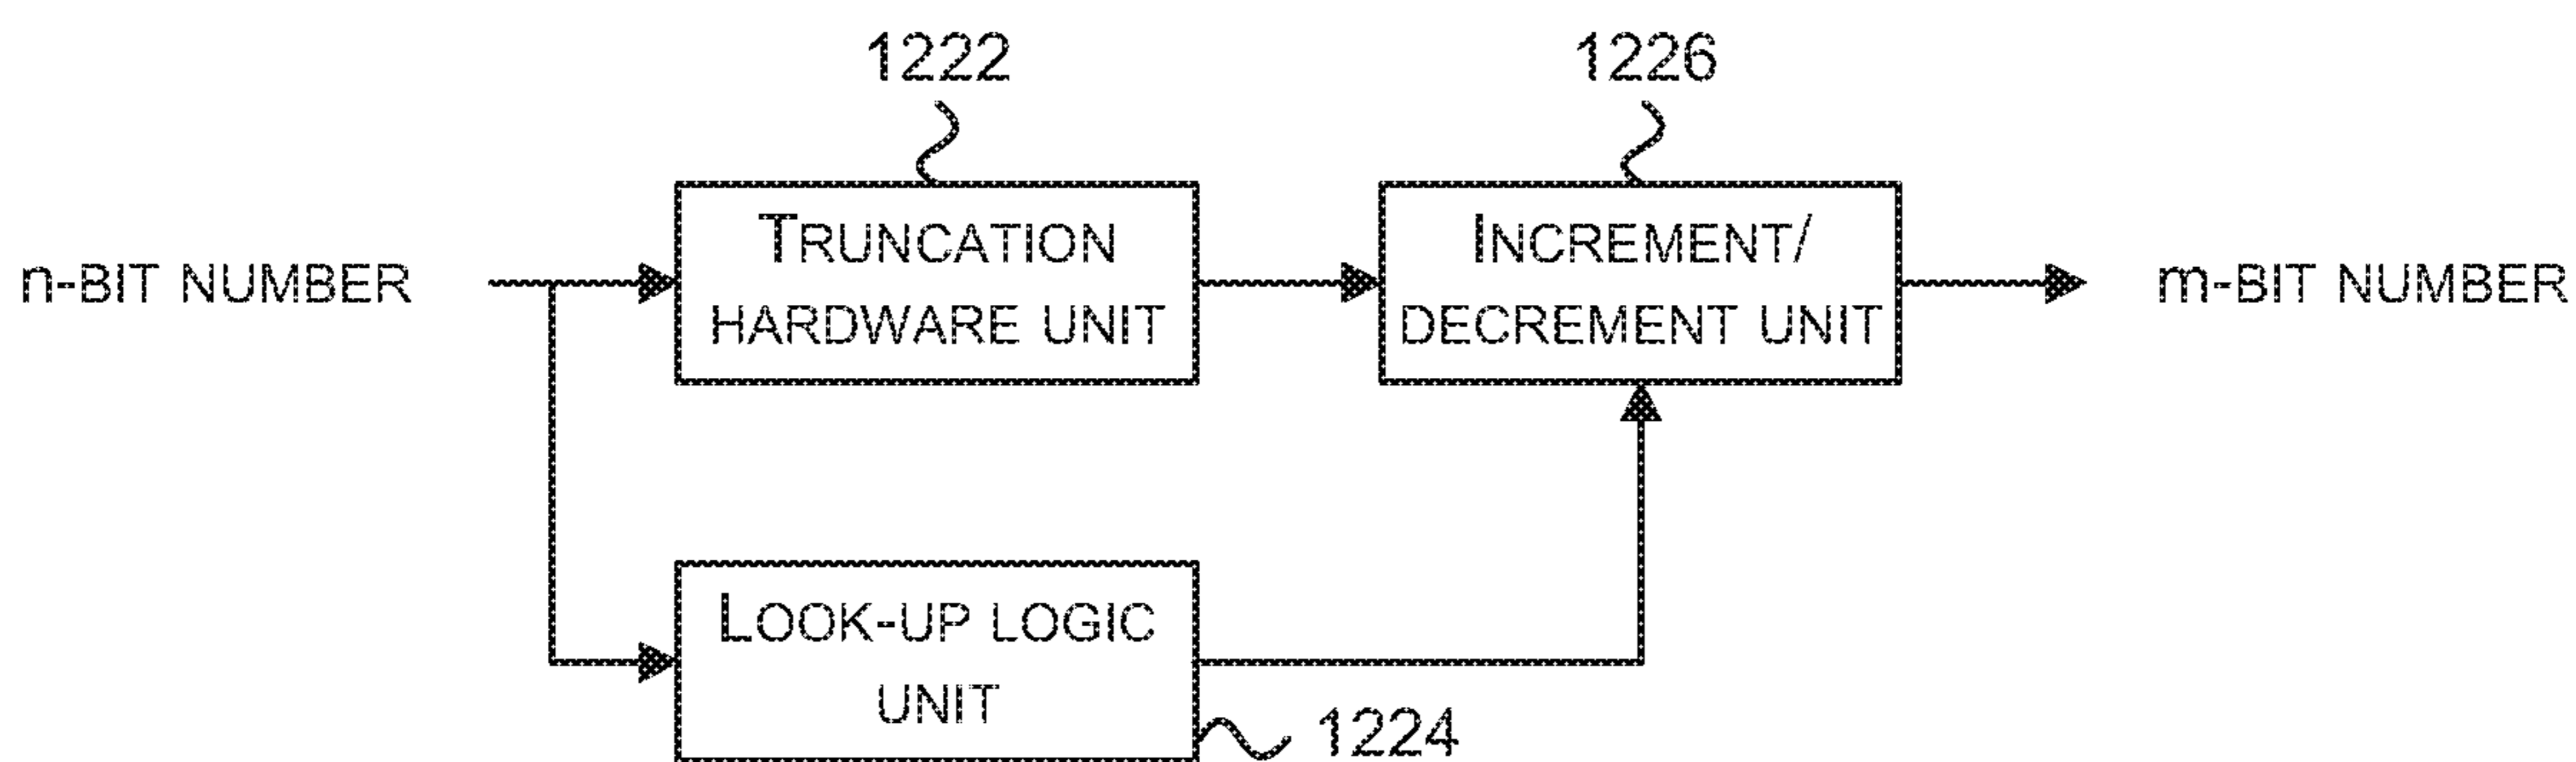 1222
1226
n-BIT NUMBER
TRUNCATION
HARDWARE UNIT
INCREMENT/
DECREMENT UNIT
m-BIT NUMBER
LOOK-UP LOGIC
UNIT
1224